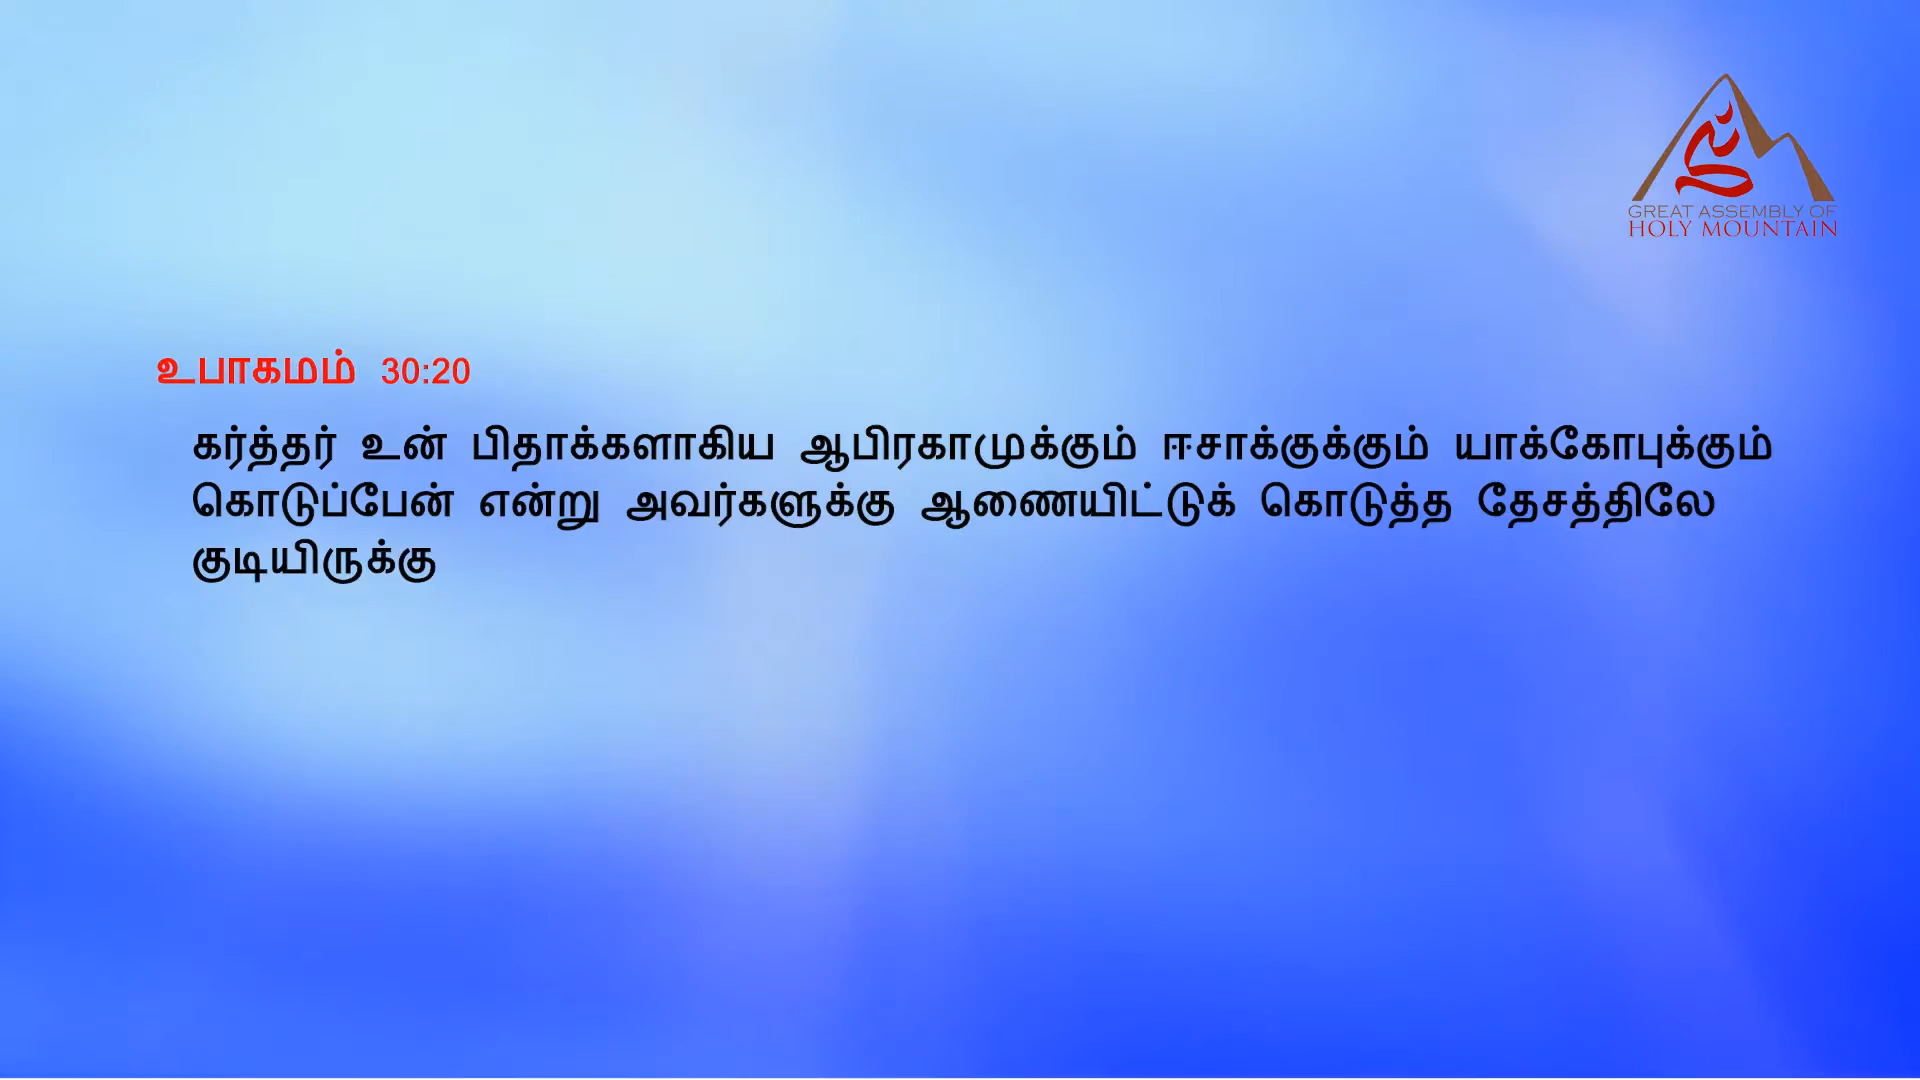 GREAT ASSEMBLY OF
HOLY MOUNTAIN
உபாகமம் 30:20
கர்த்தர் உன் பிதாக்களாகிய ஆபிரகாமுக்கும் ஈசாக்குக்கும் யாக்கோபுக்கும்
கொடுப்பேன் என்று அவர்களுக்கு ஆணையிட்டுக் கொடுத்த தேசத்திலே
குடியிருக்கு